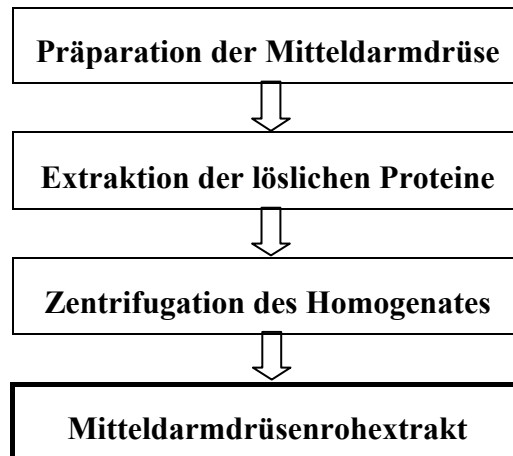 Präparation der Mitteldarmdrüse
Extraktion der löslichen Proteine
Zentrifugation des Homogenates
Mitteldarmdrüsenrohextrakt